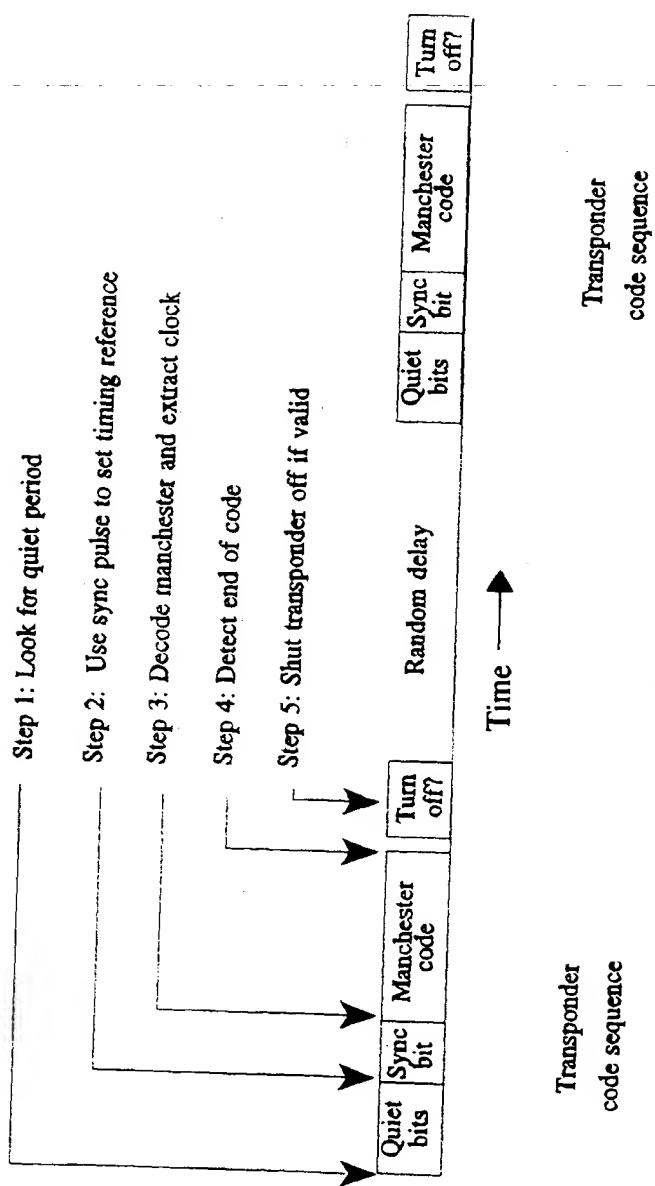 Step 1: Look for quiet period
Step 2: Use sync pulse to set timing reference
Step 3: Decode manchester and extract clock
Step 4: Detect end of code
Step 5: Shut transponder off if valid
Quiet
bits
Sync
bit
Manchester
code
Turn
off?
Random delay
Quiet
bits
Sync
bit
Manchester
code
Turn
off?
Time
Transponder
code sequence
Transponder
code sequence